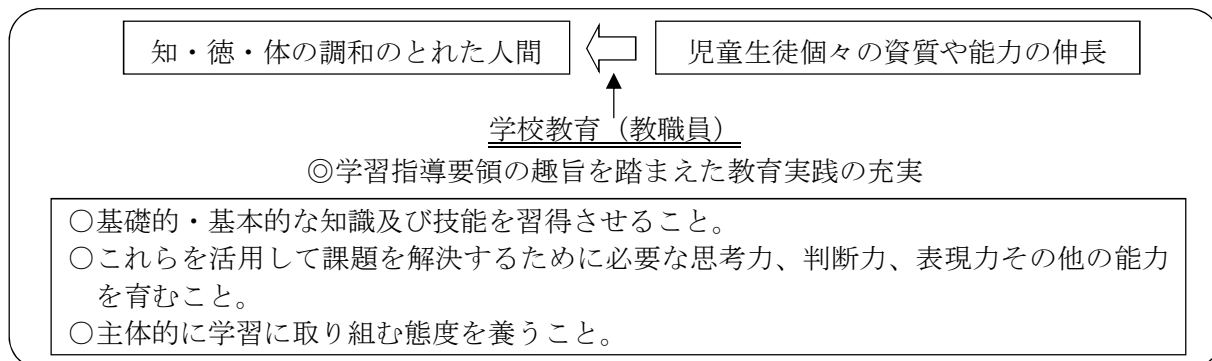 知・徳・体の調和のとれた人間
児童生徒個々の資質や能力の伸長
学校教育（教職員）
◎学習指導要領の趣旨を踏まえた教育実践の充実
○基礎的・基本的な知識及び技能を習得させること。
○これらを活用して課題を解決するために必要な思考力、判断力、表現力その他の能力
を育むこと。
○主体的に学習に取り組む態度を養うこと。